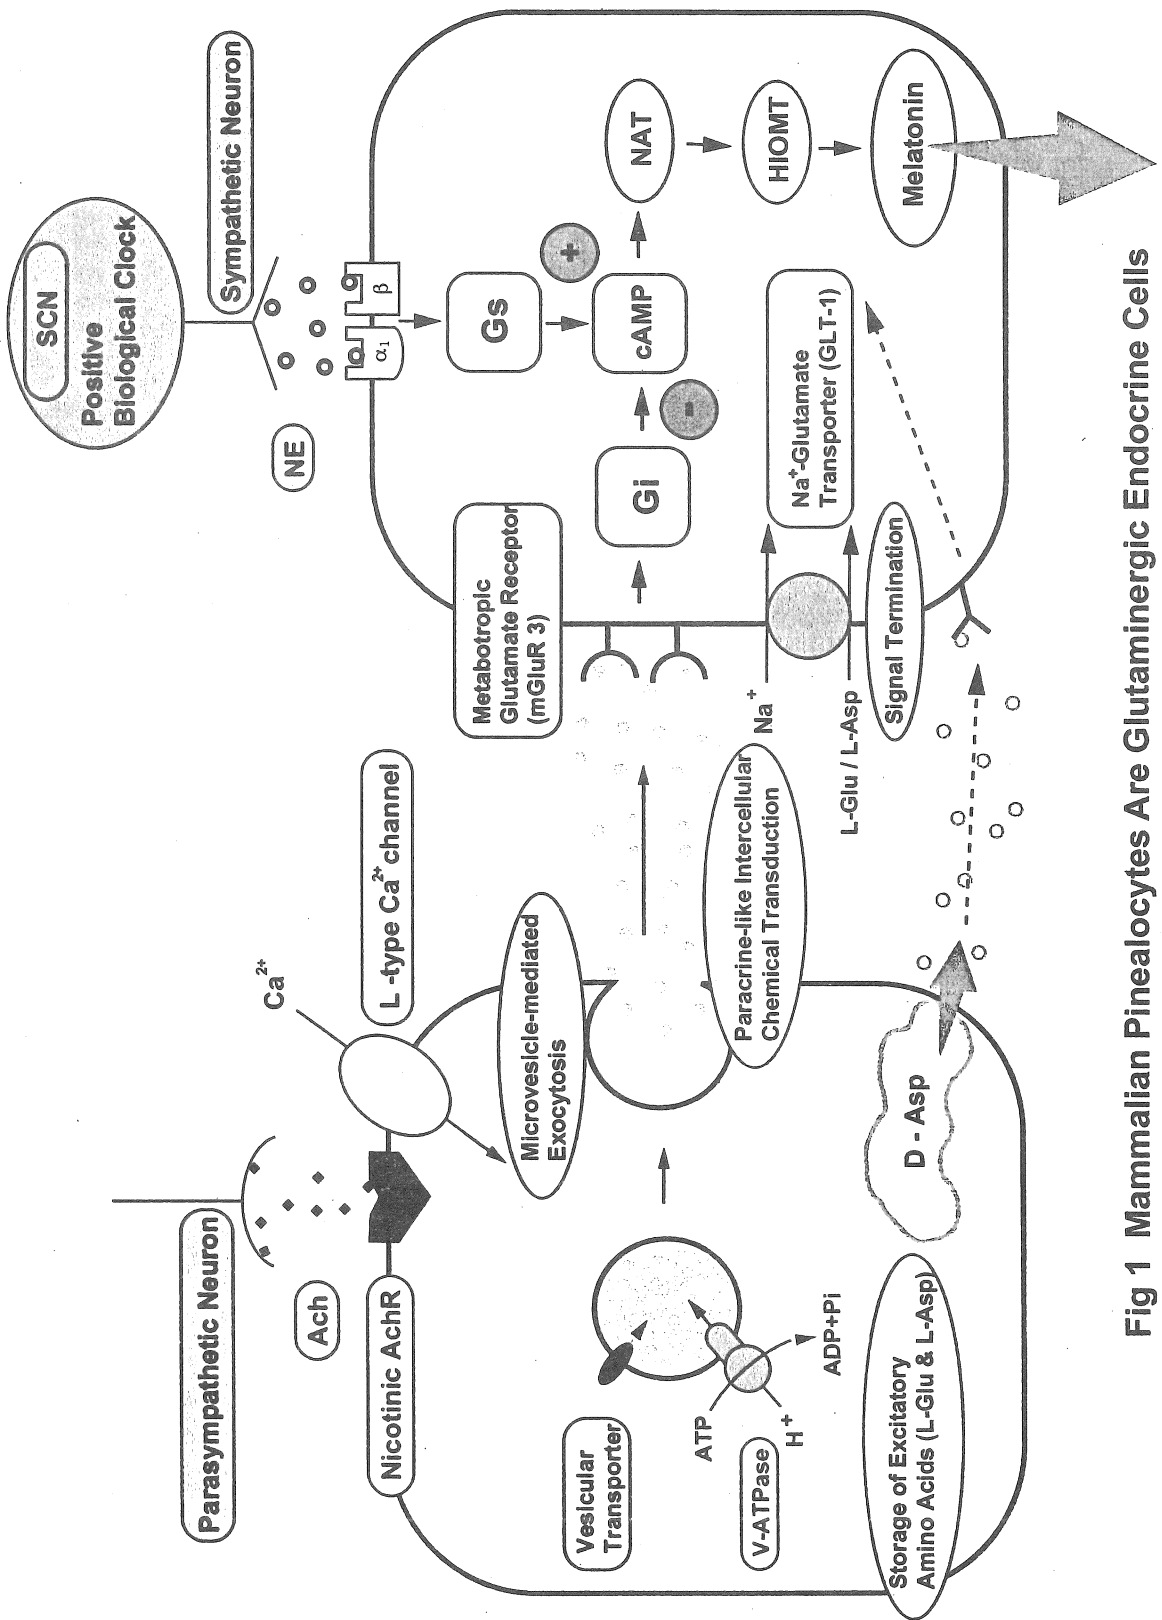 SCN
Positive
Biological Clock
Sympathetic Neuron
NE
α₁
β
Gs
+
cAMP
-
Gi
NAT
HIOMT
Melatonin
Metabotropic
Glutamate Receptor
(mGluR 3)
Na⁺-Glutamate
Transporter (GLT-1)
Signal Termination
Na⁺
L-Glu / L-Asp
Parasympathetic Neuron
Ach
Nicotinic AchR
Ca²⁺
L -type Ca²⁺ channel
Microvesicle-mediated
Exocytosis
Paracrine-like Intercellular
Chemical Transduction
Vesicular
Transporter
ATP
ADP+Pi
H⁺
V-ATPase
D - Asp
Storage of Excitatory
Amino Acids (L-Glu & L-Asp)
Fig 1 Mammalian Pinealocytes Are Glutaminergic Endocrine Cells